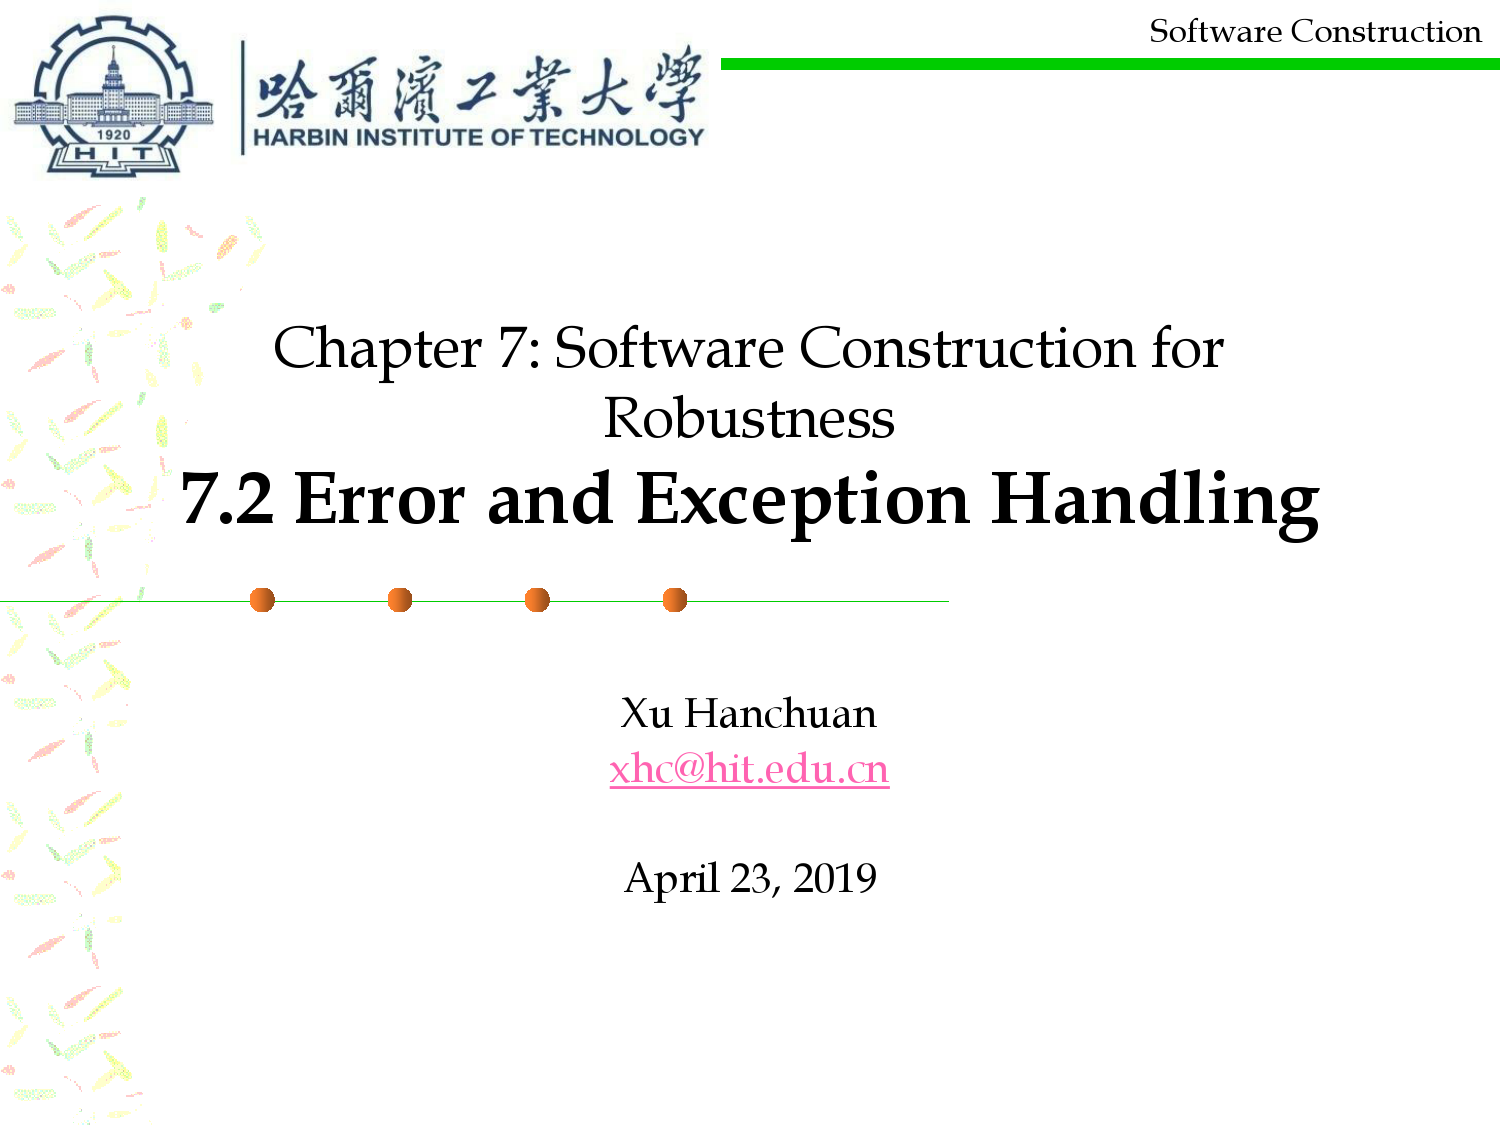 Software Construction
哈爾濱工業大學
HARBIN INSTITUTE OF TECHNOLOGY
1920
HIT
Chapter 7: Software Construction for
Robustness
7.2 Error and Exception Handling
Xu Hanchuan
xhc@hit.edu.cn
April 23, 2019